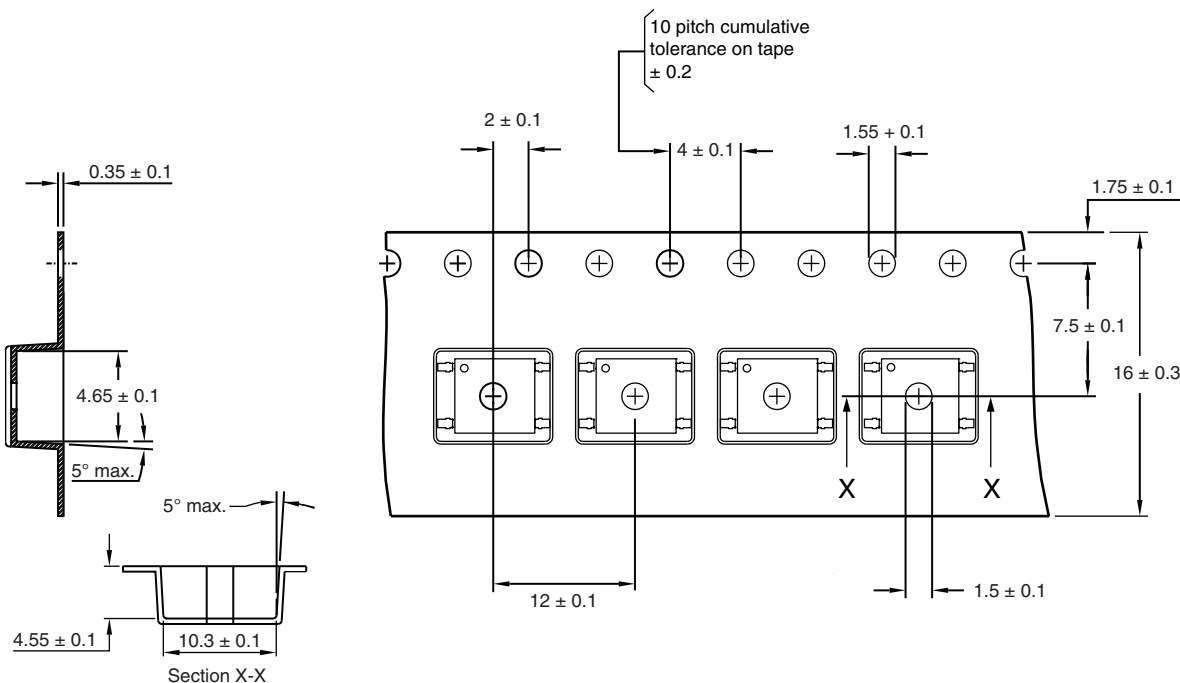 10 pitch cumulative
tolerance on tape
± 0.2
2 ± 0.1
4 ± 0.1
1.55 + 0.1
0.35 ± 0.1
1.75 ± 0.1
7.5 ± 0.1
16 ± 0.3
4.65 ± 0.1
5° max.
X X
5° max.
12 ± 0.1
1.5 ± 0.1
4.55 ± 0.1
10.3 ± 0.1
Section X-X